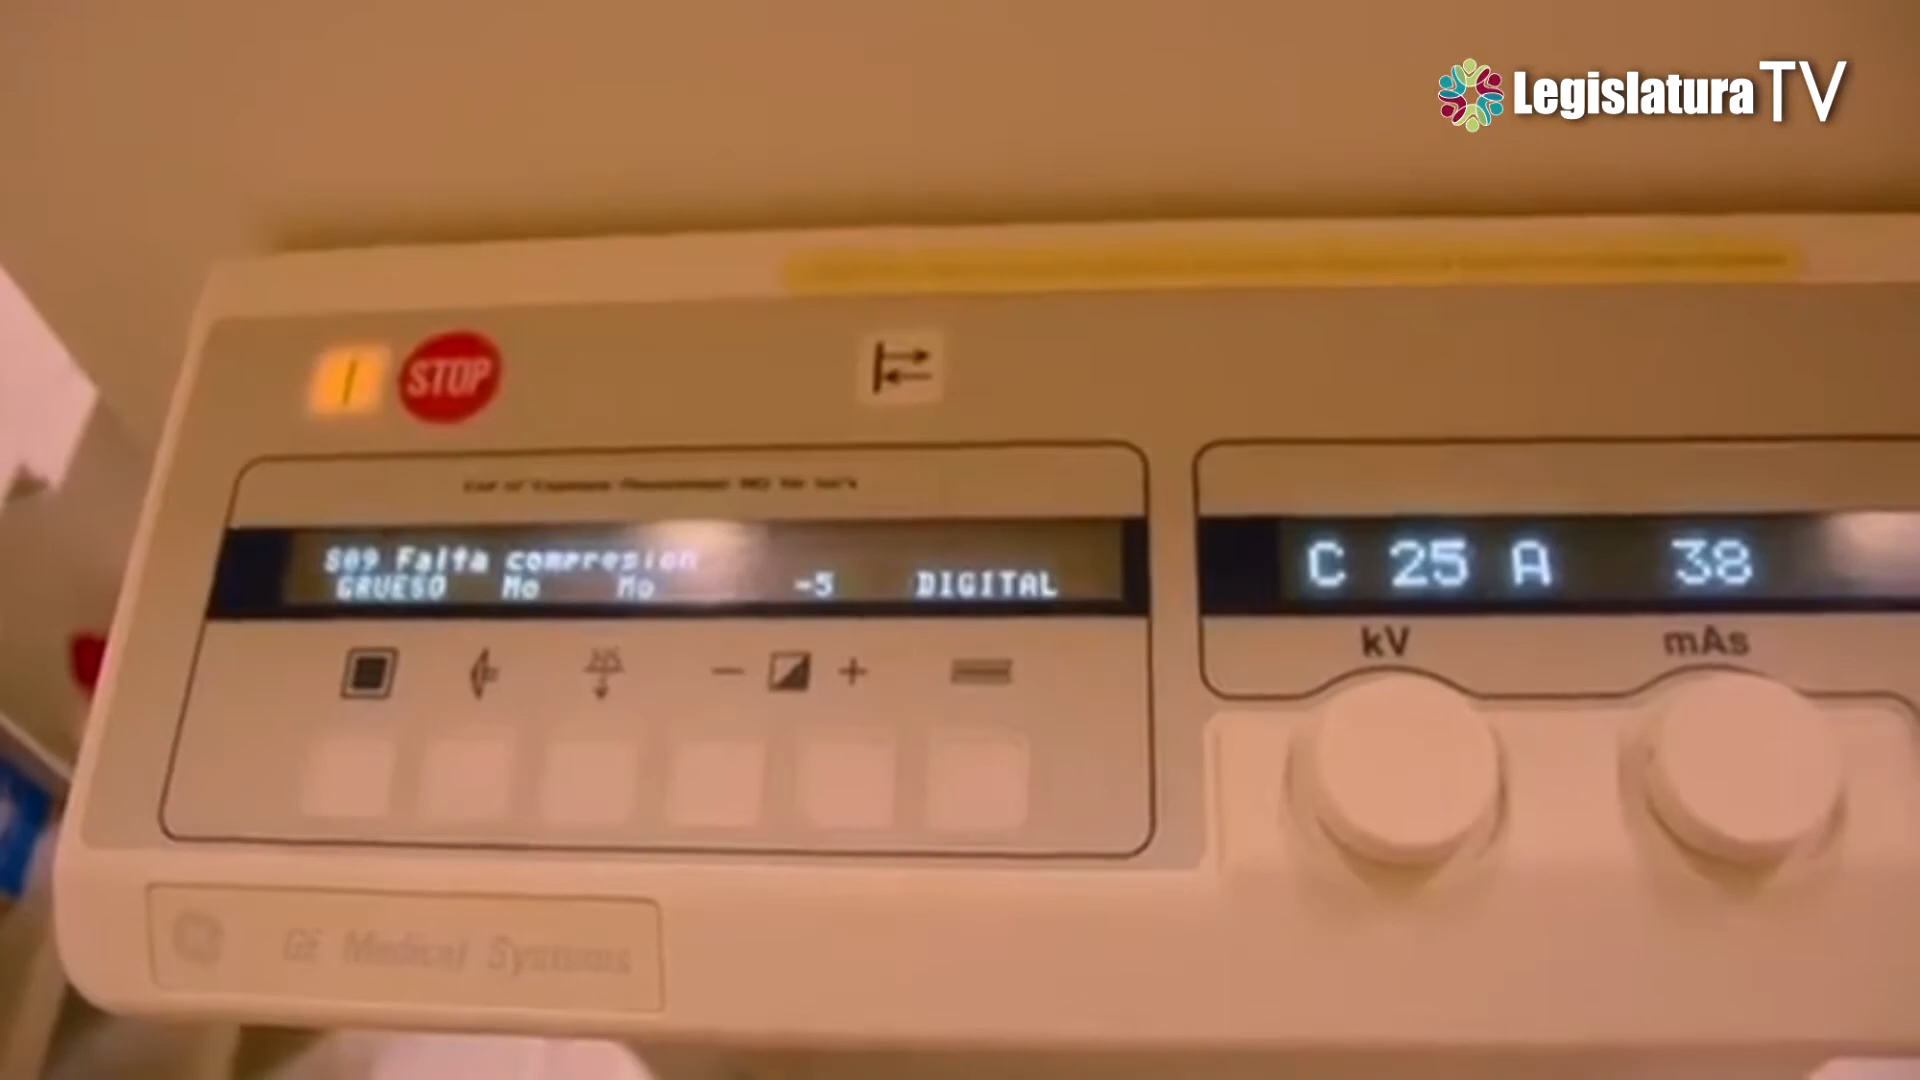 Legislatura TV
STOP
S09 Falta compresion
GRUESO Mo Mo -5 DIGITAL
C 25 A 38
kV mAs
GE Medical Systems